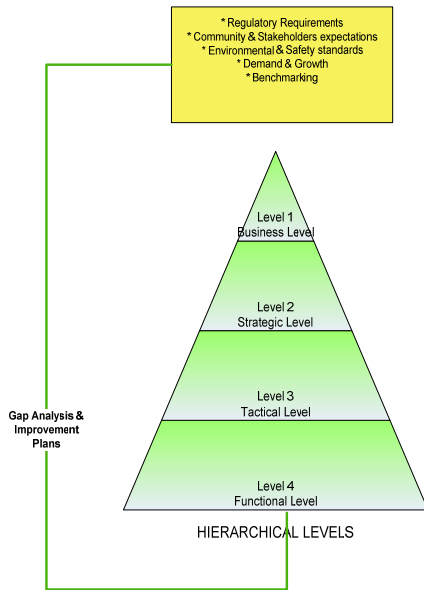 * Regulatory Requirements
* Community & Stakeholders expectations
* Environmental & Safety standards
* Demand & Growth
* Benchmarking
Level 1
Business Level
Level 2
Strategic Level
Level 3
Tactical Level
Gap Analysis &
Improvement
Plans
Level 4
Functional Level
HIERARCHICAL LEVELS